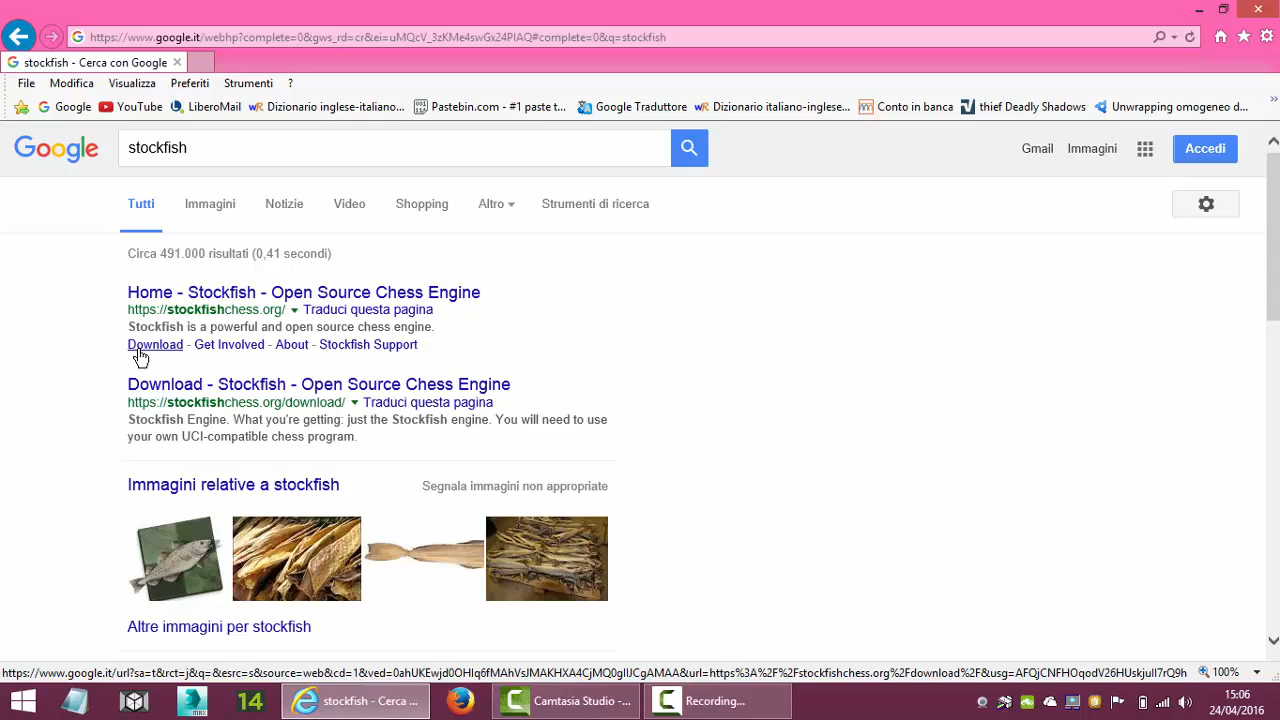 https://www.google.it/webhp?complete=0&gws_rd=cr&ei=uMQcV_3zKMe4swGx24PIAQ#complete=0&q=stockfish
stockfish - Cerca con Google
File Modifica Visualizza Preferiti Strumenti ?
Google YouTube LiberoMail Dizionario inglese-italiano... Pastebin.com - #1 paste t... Google Traduttore Dizionario italiano-inglese... Conto in banca thief Deadly Shadows Unwrapping omogeneo d... »
Google stockfish Gmail Immagini Accedi
Tutti Immagini Notizie Video Shopping Altro Strumenti di ricerca
Circa 491.000 risultati (0,41 secondi)
Home - Stockfish - Open Source Chess Engine
https://stockfishchess.org/ Traduci questa pagina
Stockfish is a powerful and open source chess engine.
Download - Get Involved - About - Stockfish Support
Download - Stockfish - Open Source Chess Engine
https://stockfishchess.org/download/ Traduci questa pagina
Stockfish Engine. What you're getting: just the Stockfish engine. You will need to use
your own UCI-compatible chess program.
Immagini relative a stockfish Segnala immagini non appropriate
Altre immagini per stockfish
100%
14 stockfish - Cerca ... Camtasia Studio -... Recording...
15:06
24/04/2016